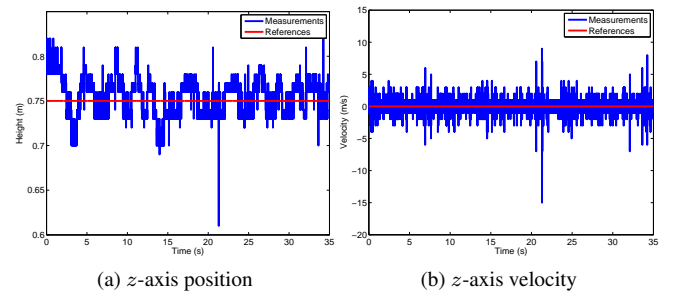 Measurements
References
0.8
0.75
0.7
0.65
0.6
Height (m)
0 5 10 15 20 25 30 35
Time (s)
(a) z-axis position
Measurements
References
15
10
5
0
−5
−10
−15
−20
Velocity (m/s)
0 5 10 15 20 25 30 35
Time (s)
(b) z-axis velocity